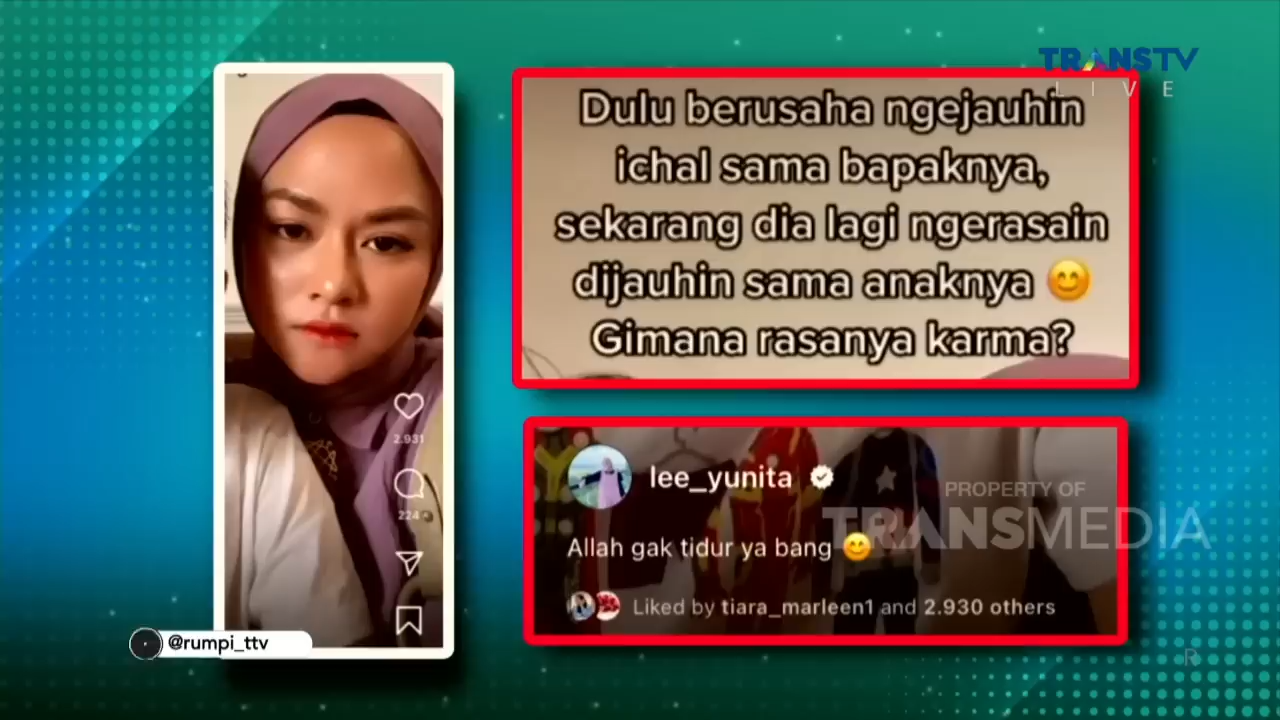 TRANSTV
LIVE
Dulu berusaha ngejauhin
ichal sama bapaknya,
sekarang dia lagi ngerasain
dijauhin sama anaknya 😊
Gimana rasanya karma?
2.931
224
lee_yunita
PROPERTY OF
TRANSMEDIA
Allah gak tidur ya bang 😊
Liked by tiara_marleen1 and 2.930 others
@rumpi_ttv
R